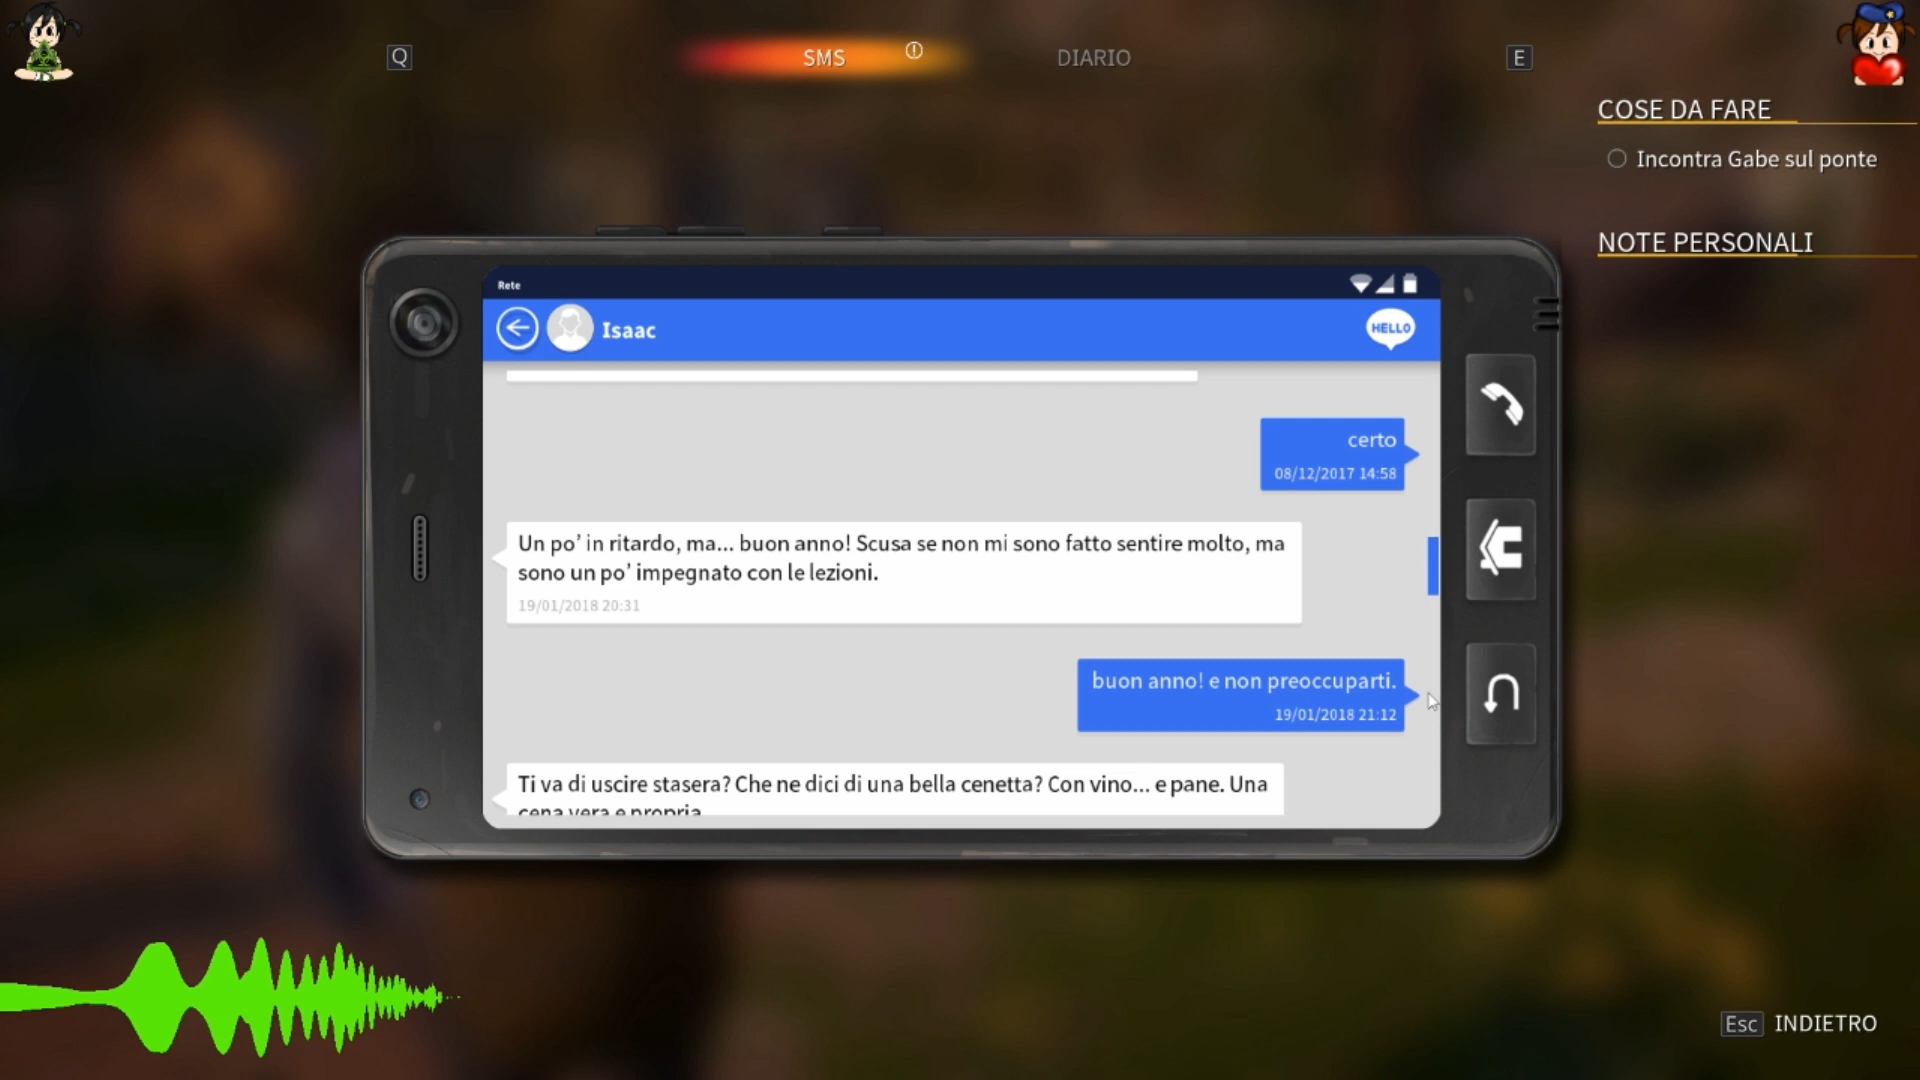 Q
SMS
DIARIO
E
COSE DA FARE
Incontra Gabe sul ponte
NOTE PERSONALI
Rete
Isaac
HELLO
certo
08/12/2017 14:58
Un po’ in ritardo, ma... buon anno! Scusa se non mi sono fatto sentire molto, ma
sono un po’ impegnato con le lezioni.
19/01/2018 20:31
buon anno! e non preoccuparti.
19/01/2018 21:12
Ti va di uscire stasera? Che ne dici di una bella cenetta? Con vino... e pane. Una
cena vera e propria
Esc INDIETRO